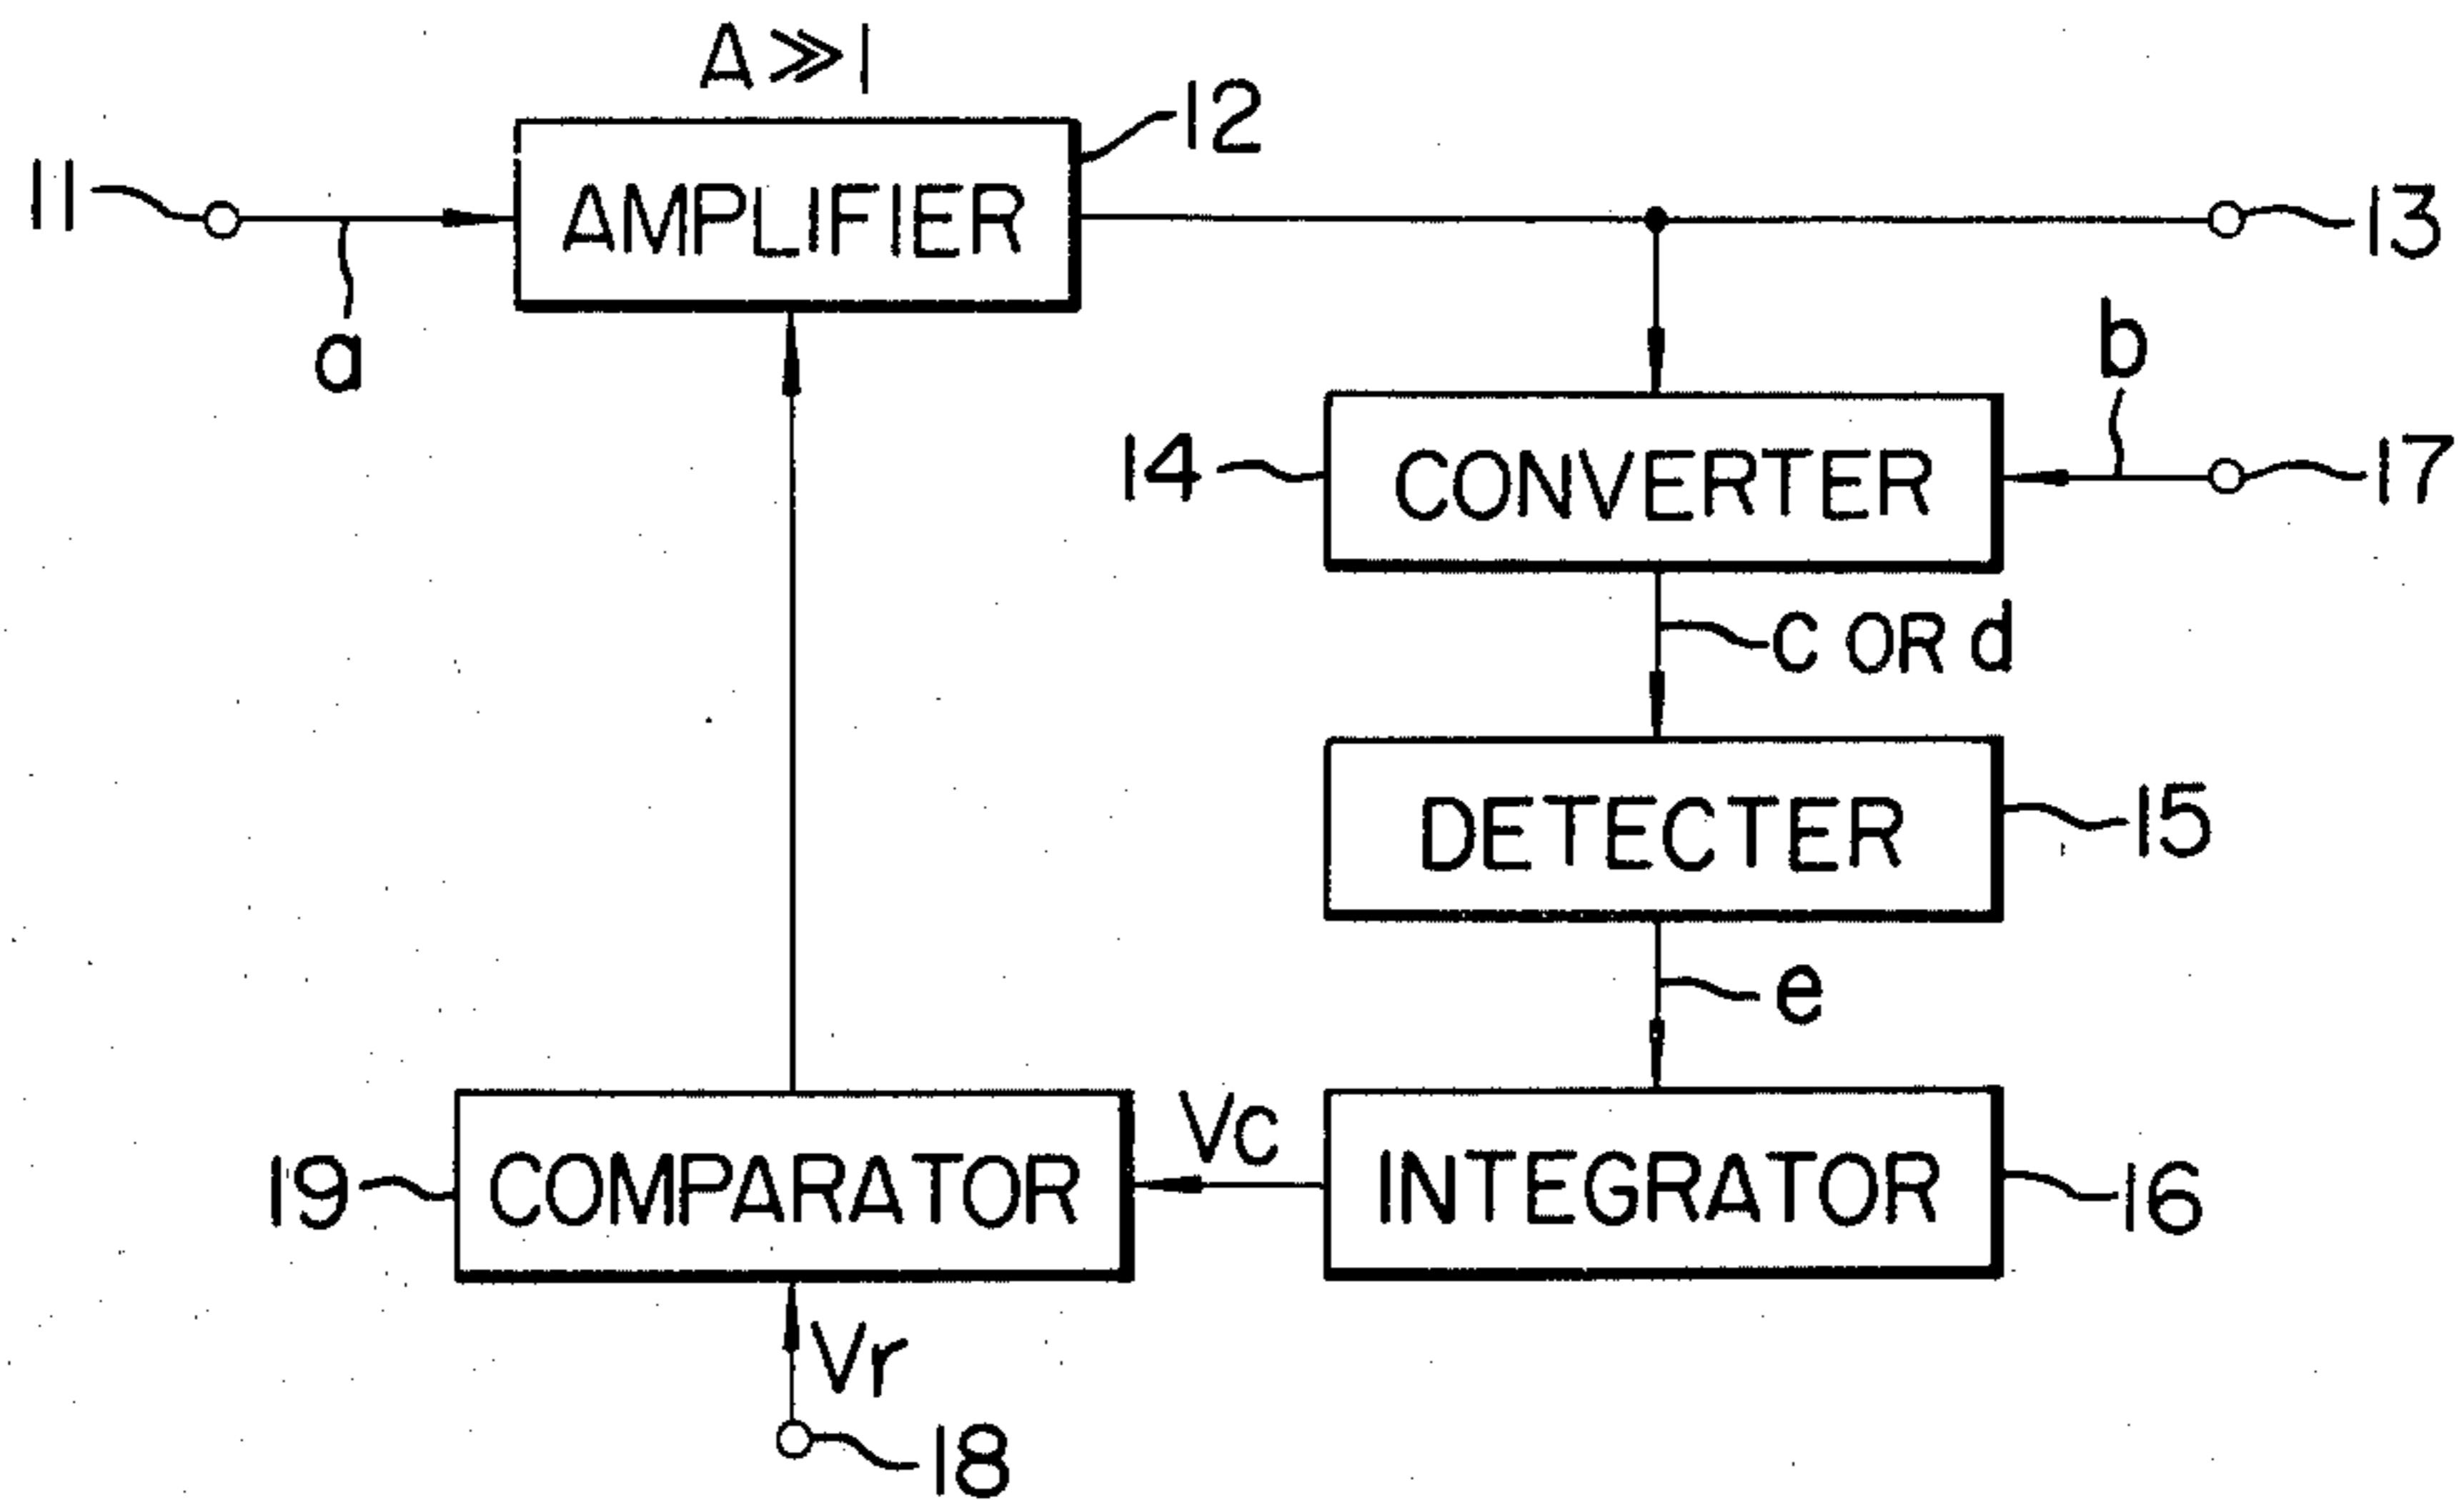 A≫1
12
11
AMPLIFIER
13
a
b
14
CONVERTER
17
C OR d
DETECTER
15
e
Vc
19
COMPARATOR
INTEGRATOR
16
Vr
18